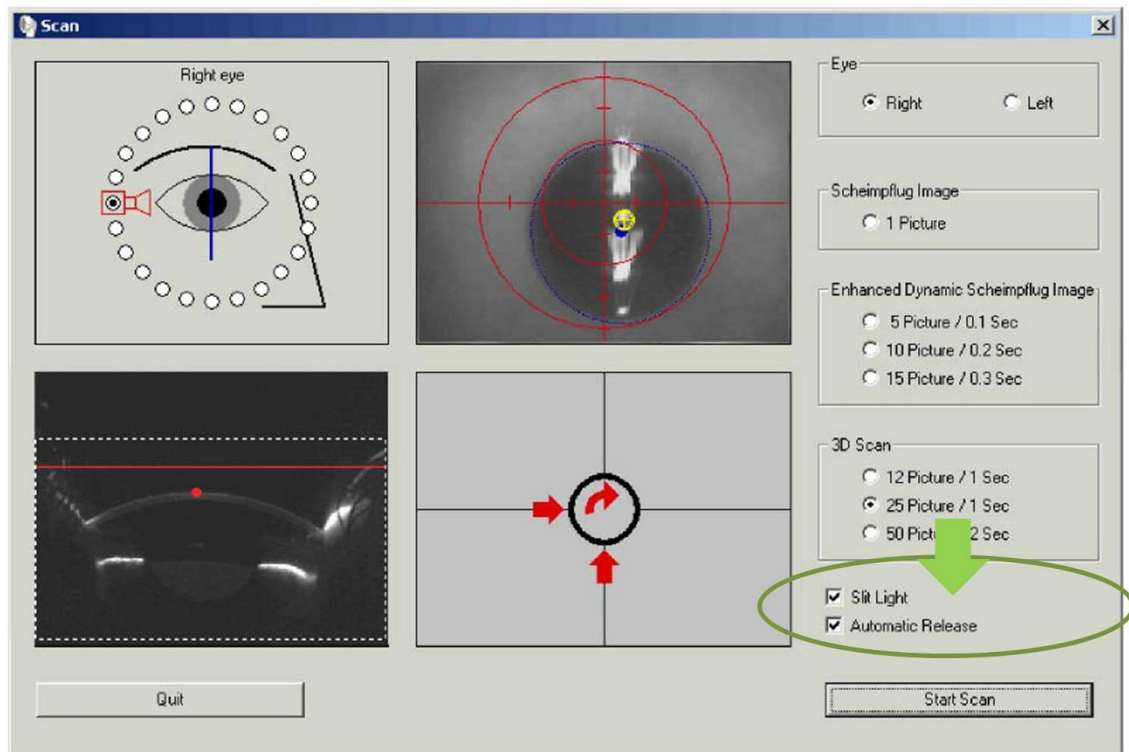 Scan
Right eye
Eye
Right Left
Scheimpflug Image
1 Picture
Enhanced Dynamic Scheimpflug Image
5 Picture / 0.1 Sec
10 Picture / 0.2 Sec
15 Picture / 0.3 Sec
3D Scan
12 Picture / 1 Sec
25 Picture / 1 Sec
50 Picture / 2 Sec
Slit Light
Automatic Release
Quit
Start Scan